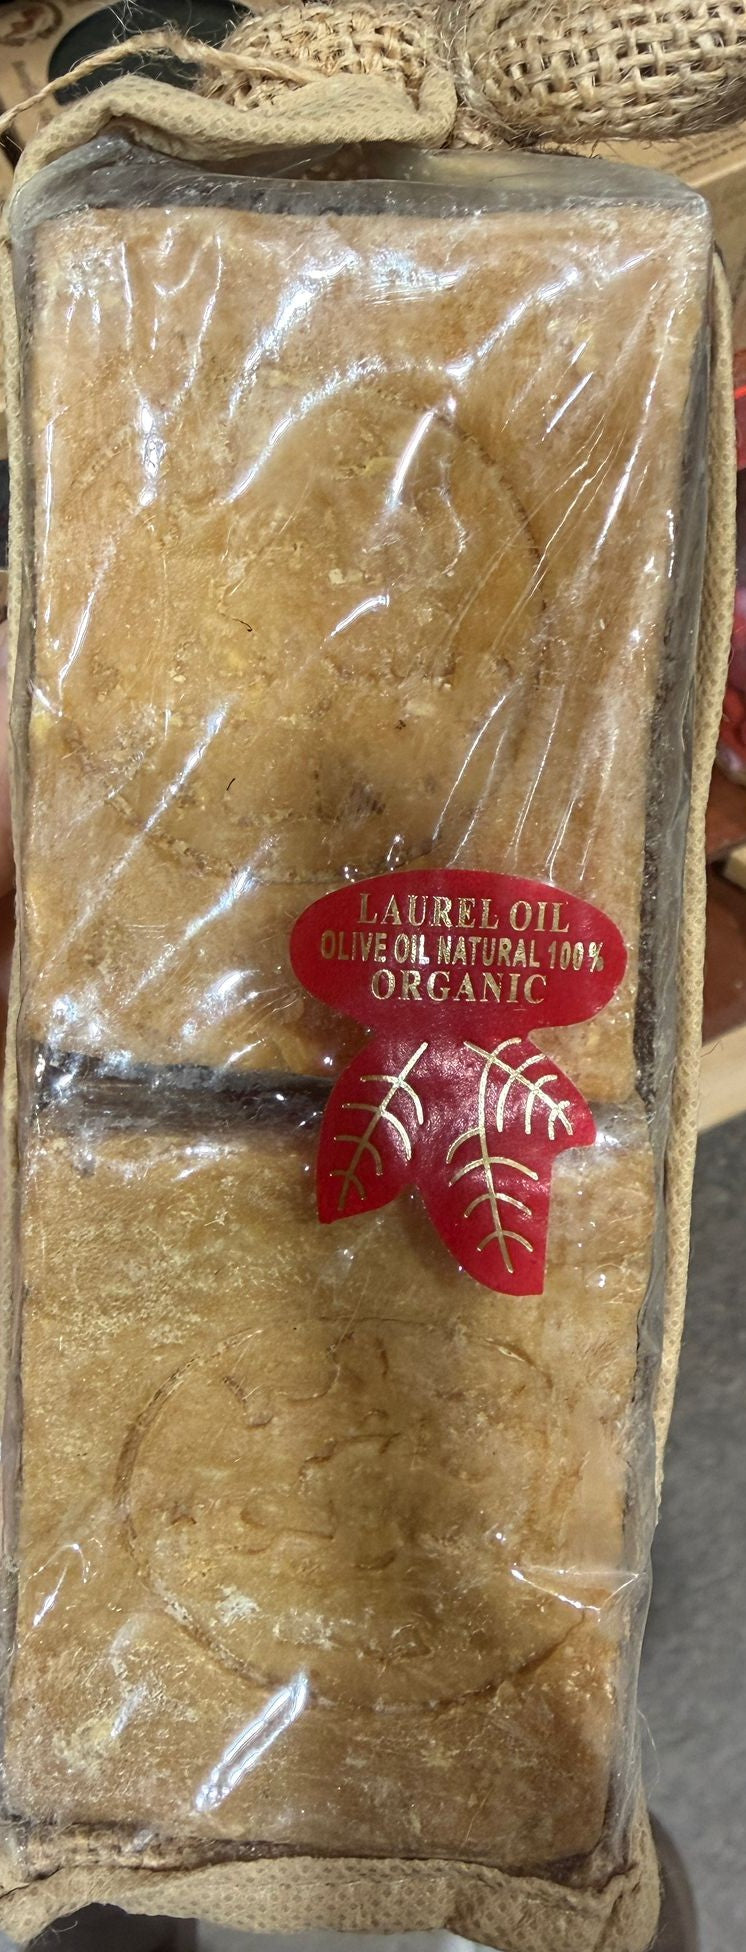 LAUREL OIL
OLIVE OIL NATURAL 100%
ORGANIC